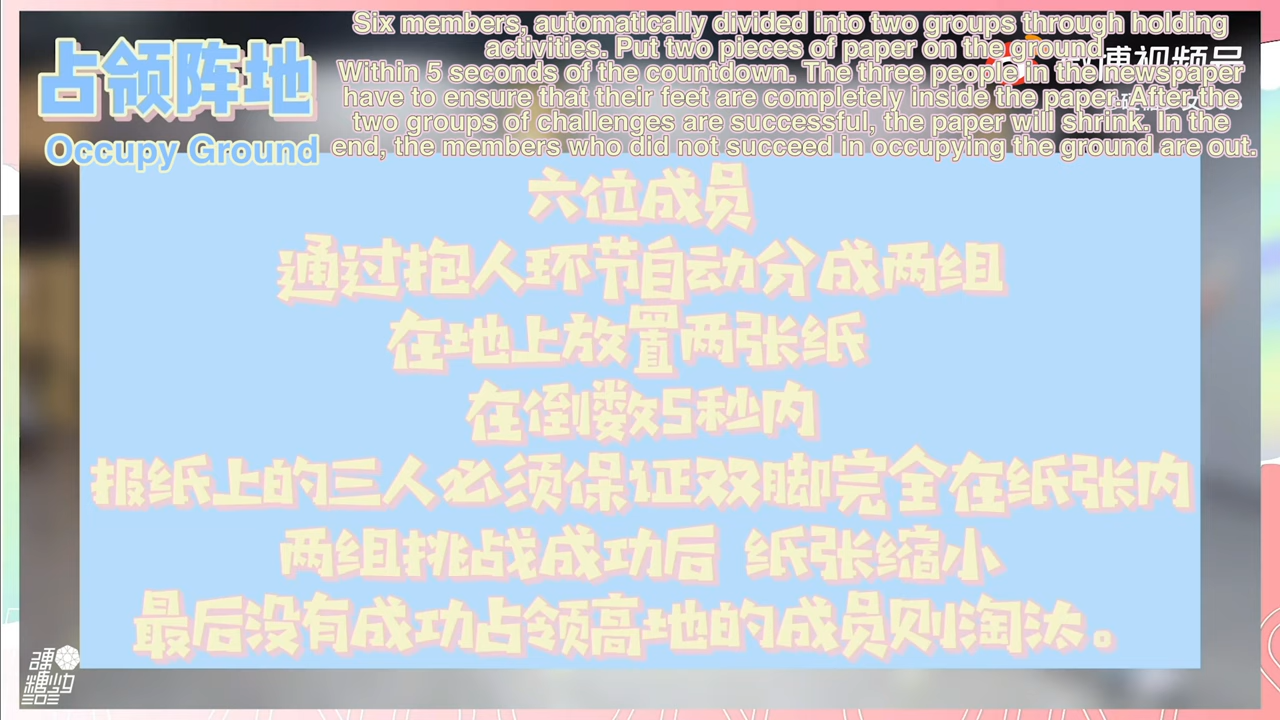 占领阵地
Occupy Ground
Six members, automatically divided into two groups through holding
activities. Put two pieces of paper on the ground.
Within 5 seconds of the countdown. The three people in the newspaper
have to ensure that their feet are completely inside the paper. After the
two groups of challenges are successful, the paper will shrink. In the
end, the members who did not succeed in occupying the ground are out.
六位成员
通过抱人环节自动分成两组
在地上放置两张纸
在倒数5秒内
报纸上的三人必须保证双脚完全在纸张内
两组挑战成功后 纸张缩小
最后没有成功占领高地的成员则淘汰。
硬糖少女